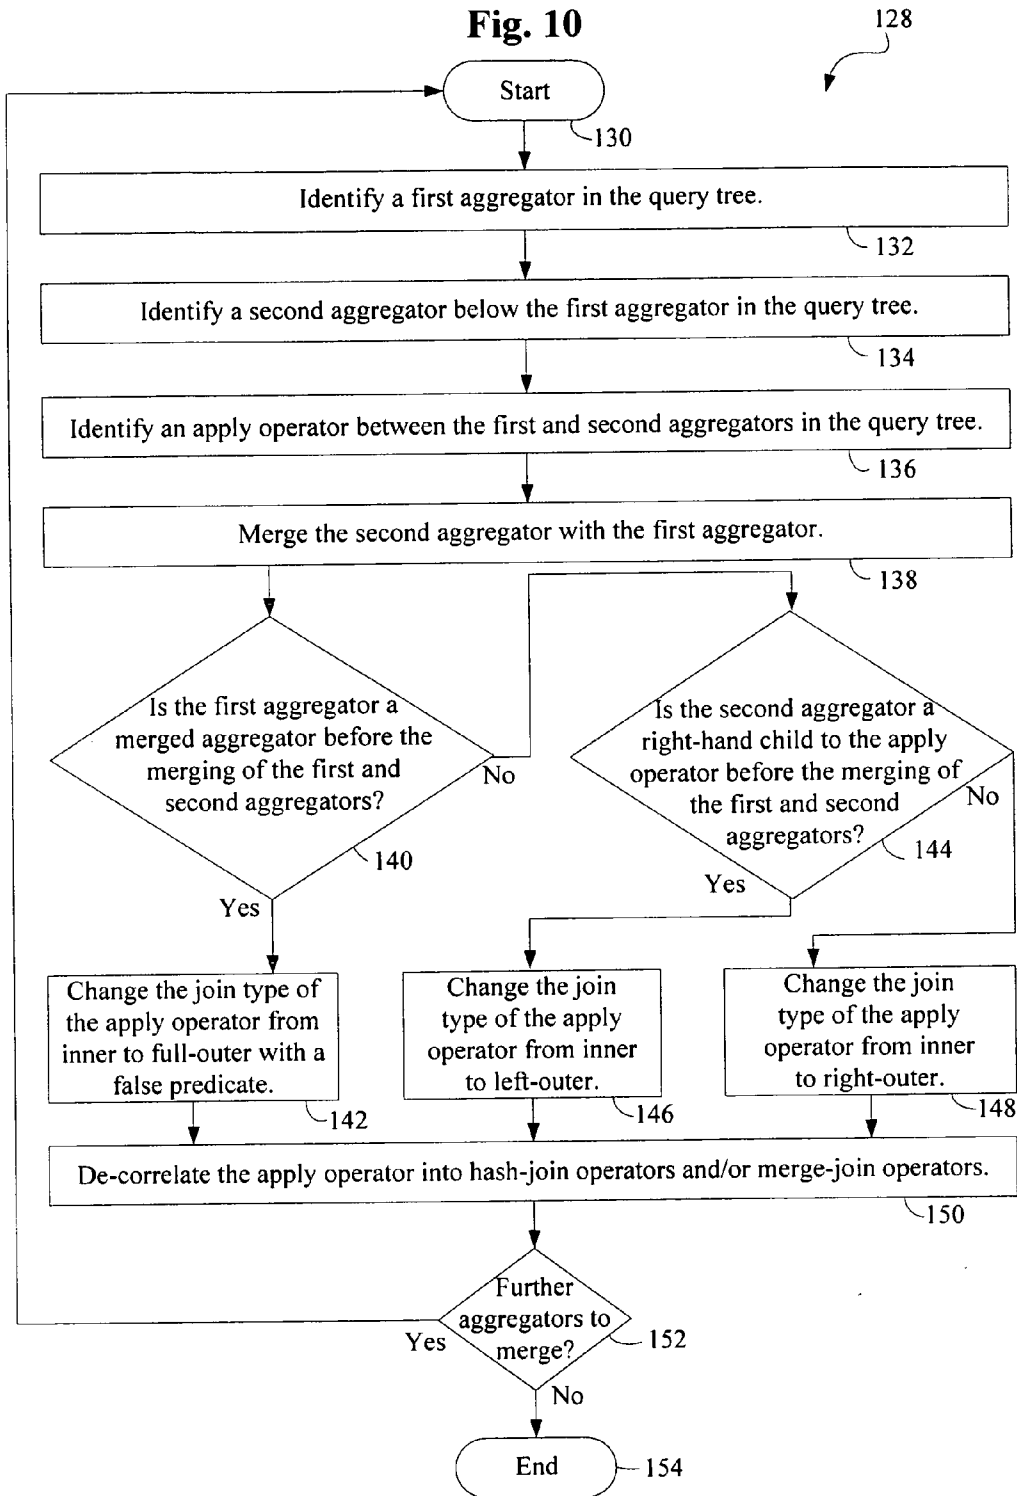 Fig. 10
128
Start
130
Identify a first aggregator in the query tree.
132
Identify a second aggregator below the first aggregator in the query tree.
134
Identify an apply operator between the first and second aggregators in the query tree.
136
Merge the second aggregator with the first aggregator.
138
Is the first aggregator a
merged aggregator before the
merging of the first and
second aggregators?
No
140
Yes
Is the second aggregator a
right-hand child to the apply
operator before the merging of
the first and second
aggregators?
No
144
Yes
Change the join type of
the apply operator from
inner to full-outer with a
false predicate.
142
Change the join
type of the apply
operator from inner
to left-outer.
146
Change the join
type of the apply
operator from inner
to right-outer.
148
De-correlate the apply operator into hash-join operators and/or merge-join operators.
150
Further
aggregators to
merge?
Yes
152
No
End
154